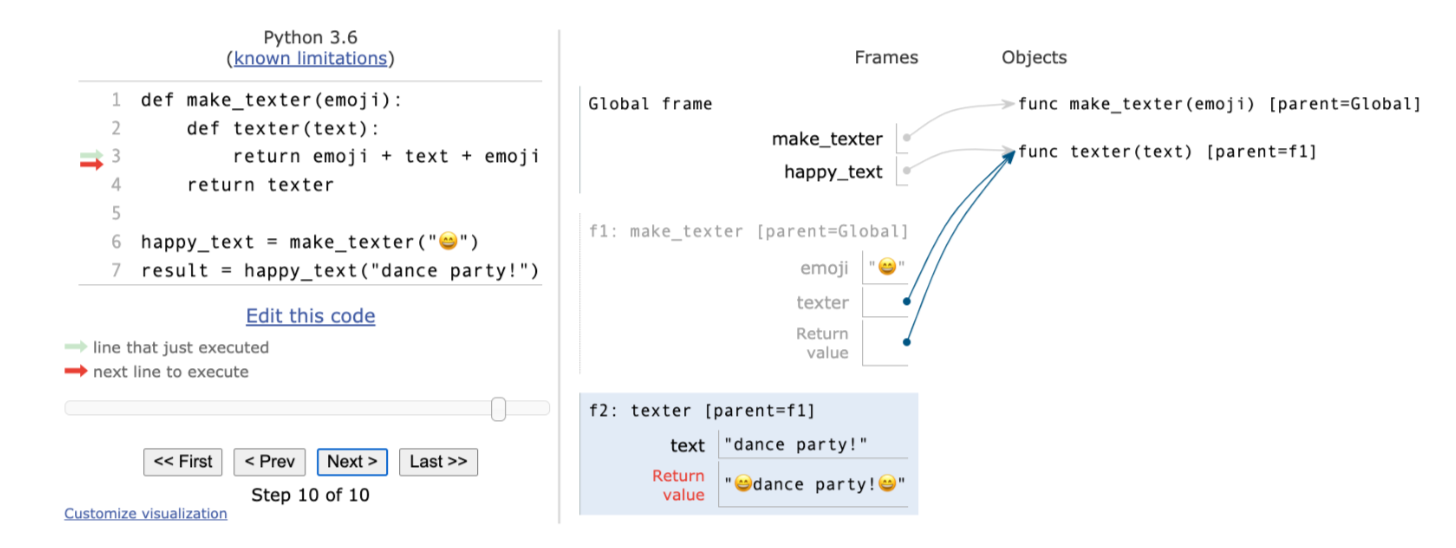 Python 3.6
(known limitations)
1 def make_texter(emoji):
2     def texter(text):
3         return emoji + text + emoji
4     return texter
5
6 happy_text = make_texter("😄")
7 result = happy_text("dance party!")
Edit this code
line that just executed
next line to execute
<< First < Prev Next > Last >>
Step 10 of 10
Customize visualization
Frames Objects
Global frame
make_texter
happy_text
func make_texter(emoji) [parent=Global]
func texter(text) [parent=f1]
f1: make_texter [parent=Global]
emoji "😄"
texter
Return
value
f2: texter [parent=f1]
text "dance party!"
Return
value "😄dance party!😄"